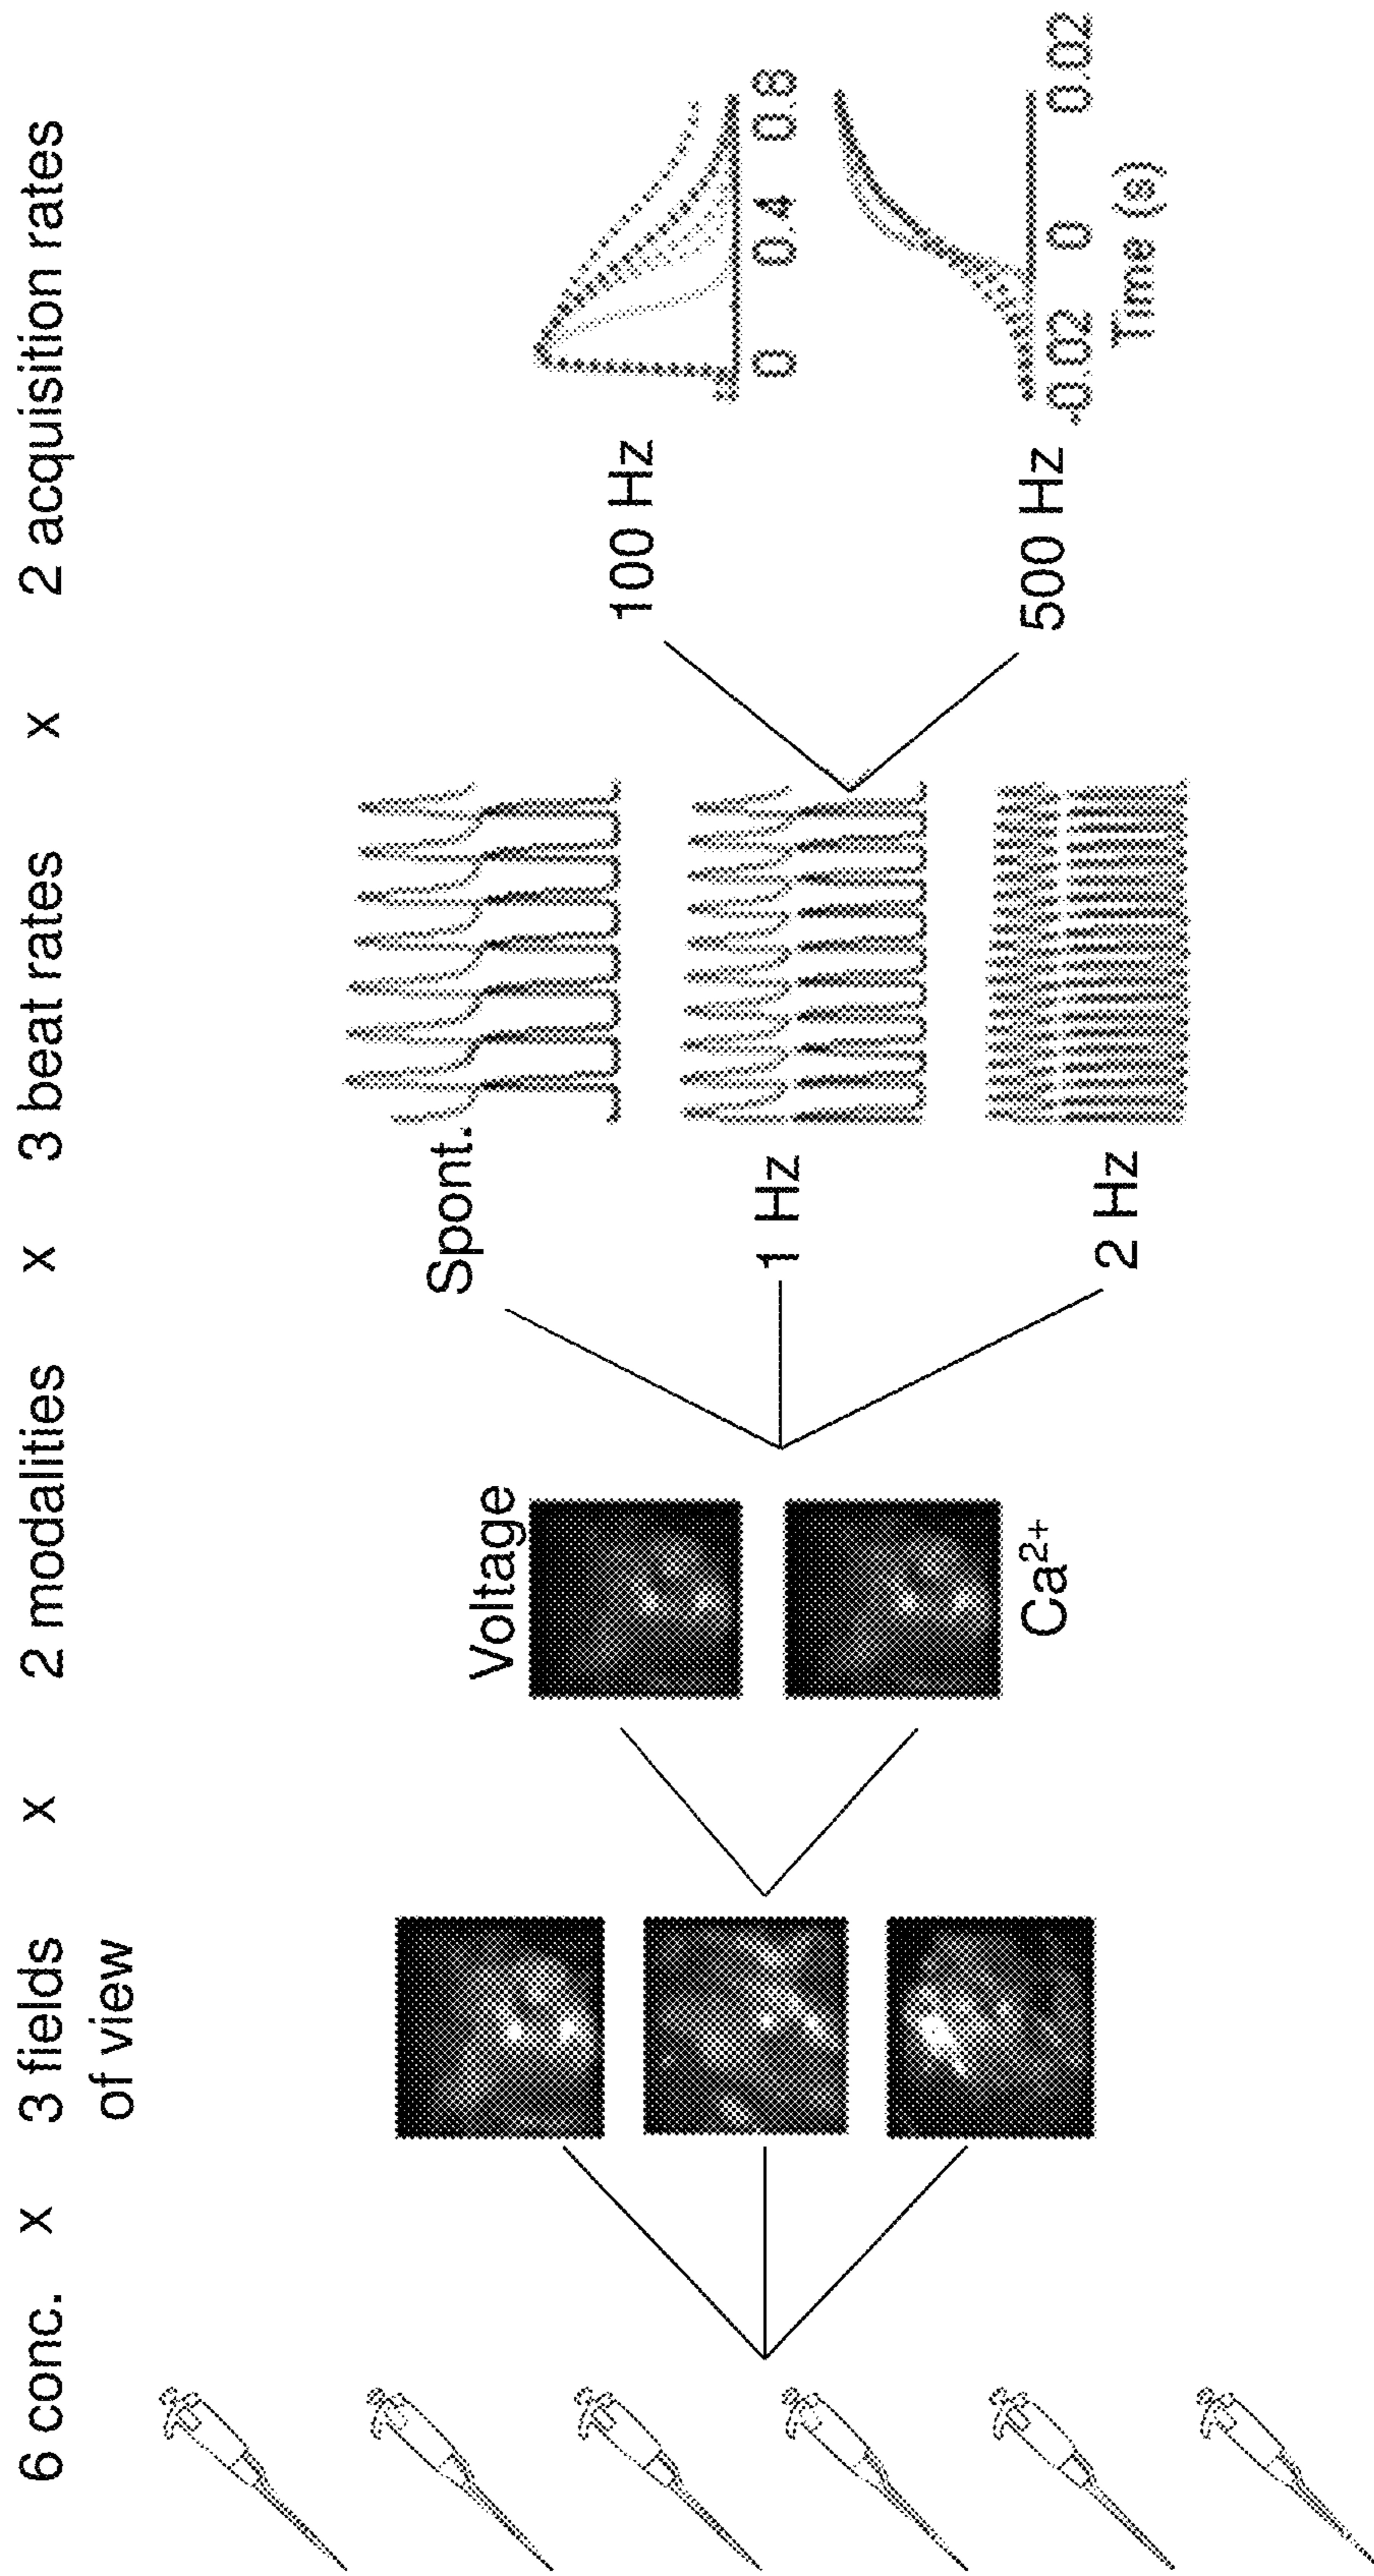 6 conc. x 3 fields x 2 modalities x 3 beat rates x 2 acquisition rates
of view
Voltage
Ca²⁺
Spont.
1 Hz
2 Hz
100 Hz
0 0.4 0.8
500 Hz
-0.02 0 0.02
Time (s)